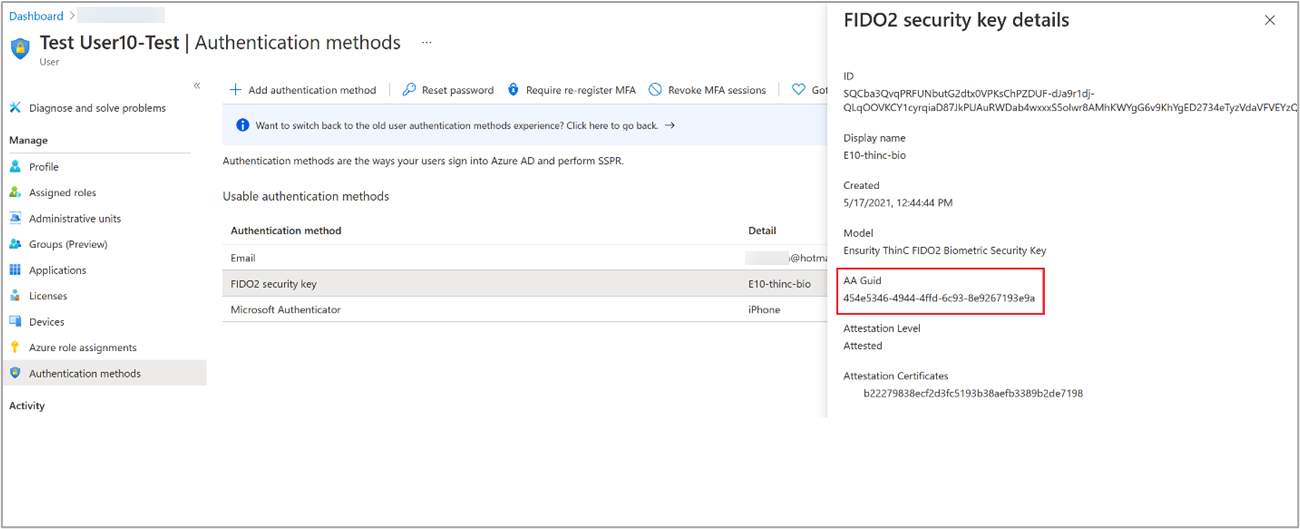 Dashboard
Test User10-Test | Authentication methods ...
User
Diagnose and solve problems
Manage
Profile
Assigned roles
Administrative units
Groups (Preview)
Applications
Licenses
Devices
Azure role assignments
Authentication methods
Activity
Add authentication method
Reset password
Require re-register MFA
Revoke MFA sessions
Want to switch back to the old user authentication methods experience? Click here to go back. →
Authentication methods are the ways your users sign into Azure AD and perform SSPR.
Usable authentication methods
Authentication method Detail
Email @hotma
FIDO2 security key E10-thinc-bio
Microsoft Authenticator iPhone
FIDO2 security key details
ID
SQCba3QvqPRFUNbutG2dtx0VPKsChPZDUF-dJa9r1dj-
QLqOOVKCY1cyrqiaD87JkPUAuRWDab4wxxxS5olwr8AMhKWYgG6v9KhYgED2734eTyzVdaVFVEYzQ
Display name
E10-thinc-bio
Created
5/17/2021, 12:44:44 PM
Model
Ensurity ThinC FIDO2 Biometric Security Key
AA Guid
454e5346-4944-4ffd-6c93-8e9267193e9a
Attestation Level
Attested
Attestation Certificates
b22279838ecf2d3fc5193b38aefb3389b2de7198